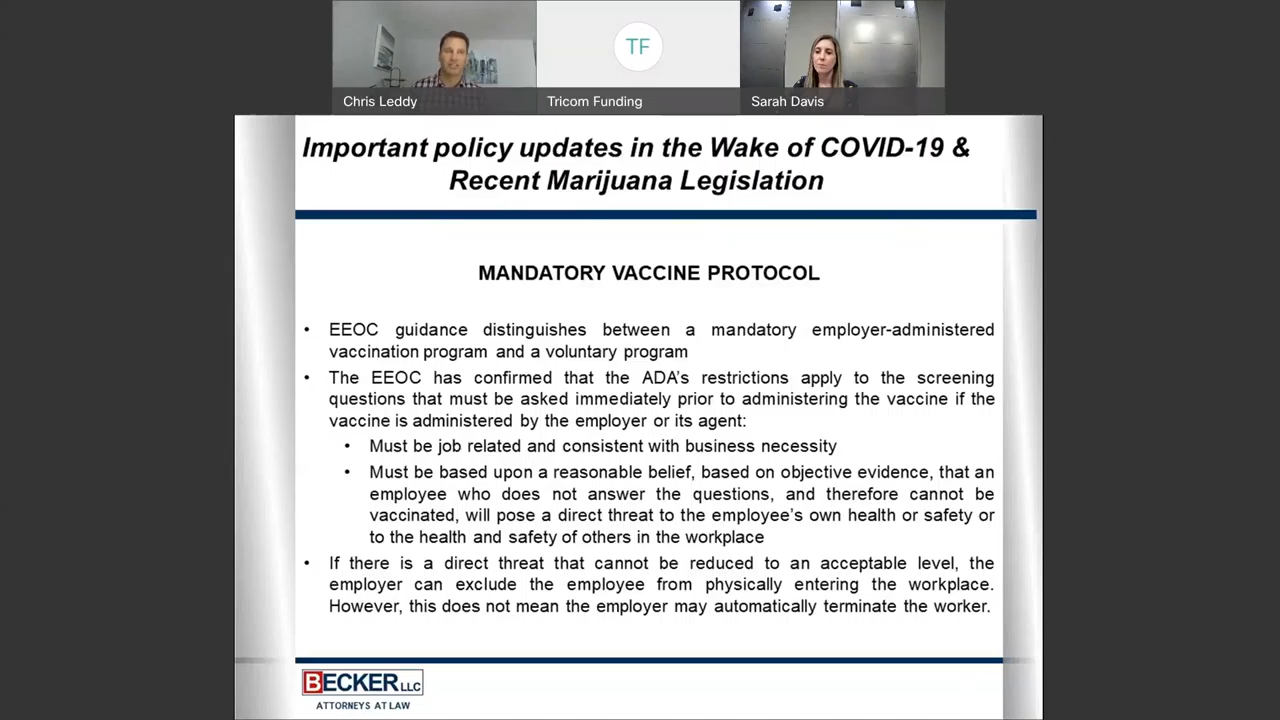 TF
Chris Leddy
Tricom Funding
Sarah Davis
Important policy updates in the Wake of COVID-19 &
Recent Marijuana Legislation
MANDATORY VACCINE PROTOCOL
• EEOC guidance distinguishes between a mandatory employer-administered
vaccination program and a voluntary program
• The EEOC has confirmed that the ADA's restrictions apply to the screening
questions that must be asked immediately prior to administering the vaccine if the
vaccine is administered by the employer or its agent:
• Must be job related and consistent with business necessity
• Must be based upon a reasonable belief, based on objective evidence, that an
employee who does not answer the questions, and therefore cannot be
vaccinated, will pose a direct threat to the employee's own health or safety or
to the health and safety of others in the workplace
• If there is a direct threat that cannot be reduced to an acceptable level, the
employer can exclude the employee from physically entering the workplace.
However, this does not mean the employer may automatically terminate the worker.
BECKER LLC
ATTORNEYS AT LAW